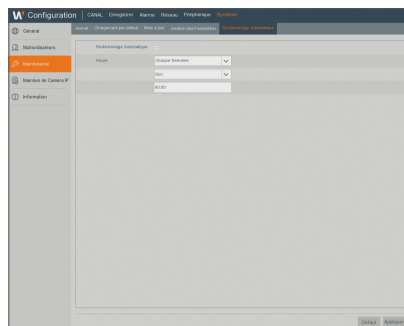 Configuration | CANAL Enregistrer Alarme Réseau Périphérique Système
Général
Journal Chargement par défaut Mise à jour Gestion des Paramètres Redémarrage Automatique
Multiutilisateurs
Maintenance
Maintien de Caméra IP
Information
Redémarrage Automatique
Heure Chaque Semaine
Dim.
00:00
Défaut Appliquer